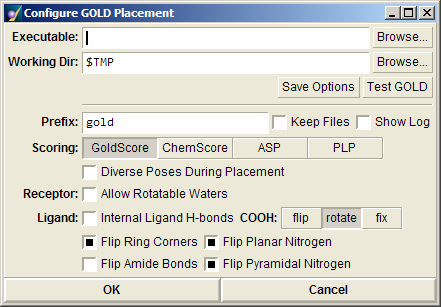 Configure GOLD Placement
Executable: Browse...
Working Dir: $TMP Browse...
Save Options Test GOLD
Prefix: gold Keep Files Show Log
Scoring: GoldScore ChemScore ASP PLP
Diverse Poses During Placement
Receptor: Allow Rotatable Waters
Ligand: Internal Ligand H-bonds COOH: flip rotate fix
Flip Ring Corners Flip Planar Nitrogen
Flip Amide Bonds Flip Pyramidal Nitrogen
OK Cancel